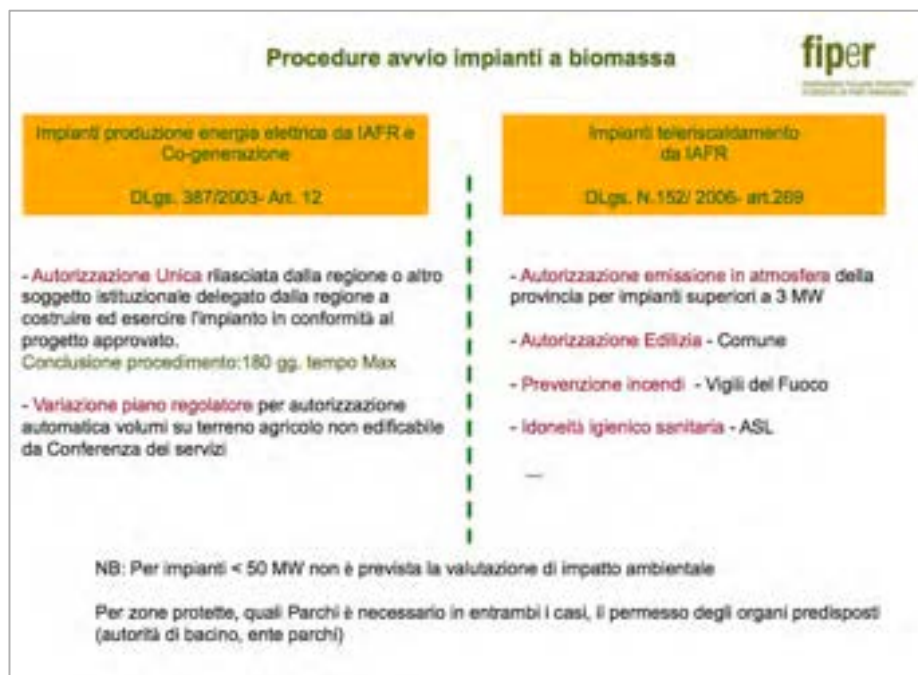 Procedure avvio impianti a biomassa
fiper
Impianti produzione energia elettrica da IAFR e
Co-generazione
DLgs. 387/2003- Art. 12
- Autorizzazione Unica rilasciata dalla regione o altro
soggetto istituzionale delegato dalla regione a
costruire ed esercire l'impianto in conformità al
progetto approvato.
Conclusione procedimento:180 gg. tempo Max
- Variazione piano regolatore per autorizzazione
automatica volumi su terreno agricolo non edificabile
da Conferenza dei servizi
Impianti teleriscaldamento
da IAFR
DLgs. N.152/ 2006- art.269
- Autorizzazione emissione in atmosfera della
provincia per impianti superiori a 3 MW
- Autorizzazione Edilizia - Comune
- Prevenzione incendi - Vigili del Fuoco
- Idoneità igienico sanitaria - ASL
...
NB: Per impianti < 50 MW non è prevista la valutazione di impatto ambientale
Per zone protette, quali Parchi è necessario in entrambi i casi, il permesso degli organi predisposti
(autorità di bacino, ente parchi)